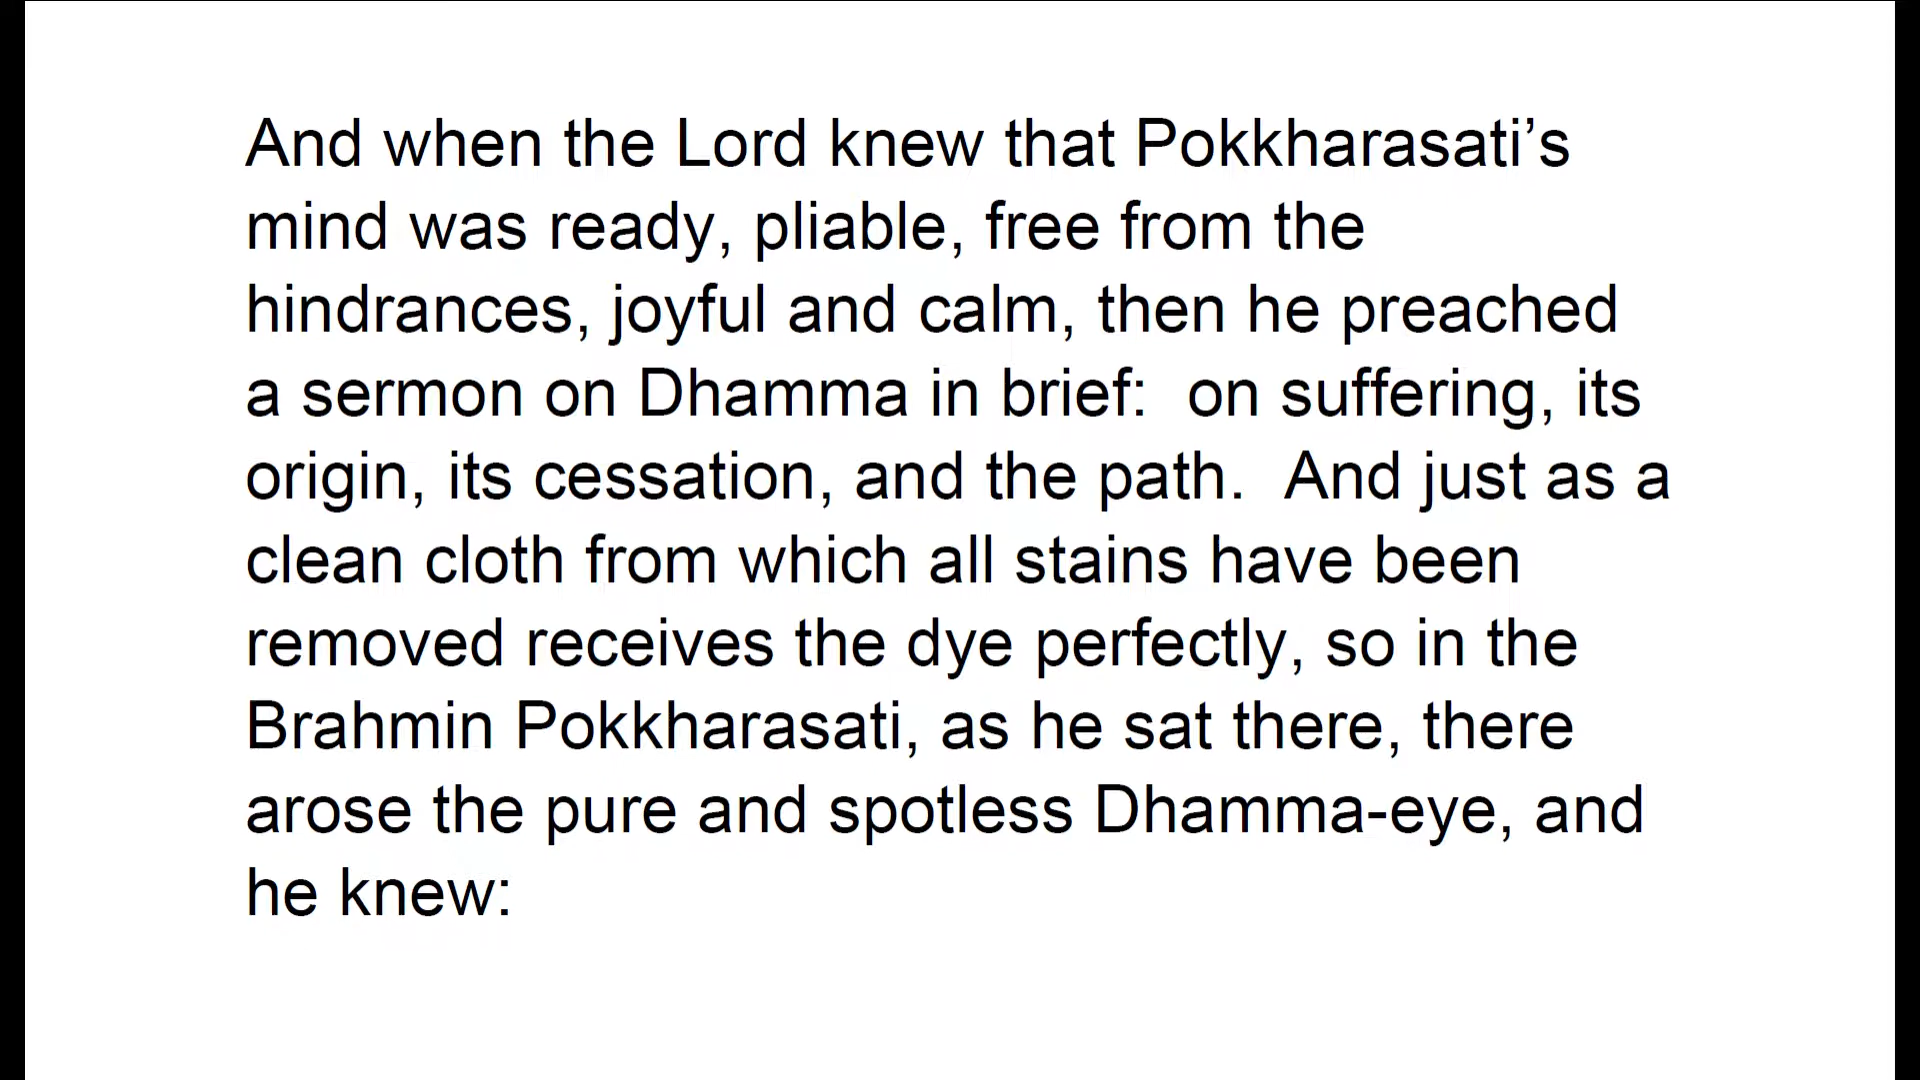 And when the Lord knew that Pokkharasati’s
mind was ready, pliable, free from the
hindrances, joyful and calm, then he preached
a sermon on Dhamma in brief:  on suffering, its
origin, its cessation, and the path.  And just as a
clean cloth from which all stains have been
removed receives the dye perfectly, so in the
Brahmin Pokkharasati, as he sat there, there
arose the pure and spotless Dhamma-eye, and
he knew: